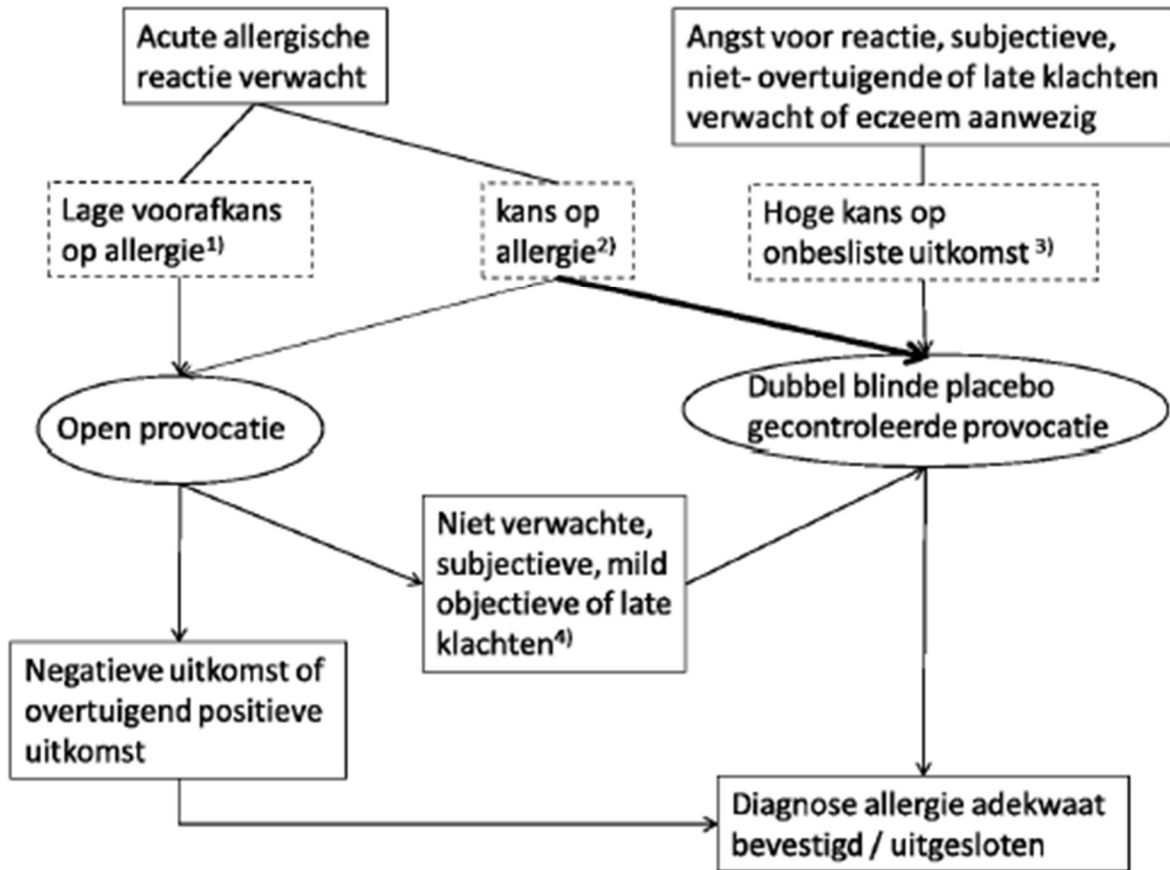 Acute allergische
reactie verwacht
Angst voor reactie, subjectieve,
niet- overtuigende of late klachten
verwacht of eczeem aanwezig
Lage voorafkans
op allergie1)
kans op
allergie2)
Hoge kans op
onbesliste uitkomst 3)
Open provocatie
Dubbel blinde placebo
gecontroleerde provocatie
Niet verwachte,
subjectieve, mild
objectieve of late
klachten4)
Negatieve uitkomst of
overtuigend positieve
uitkomst
Diagnose allergie adekwaat
bevestigd / uitgesloten